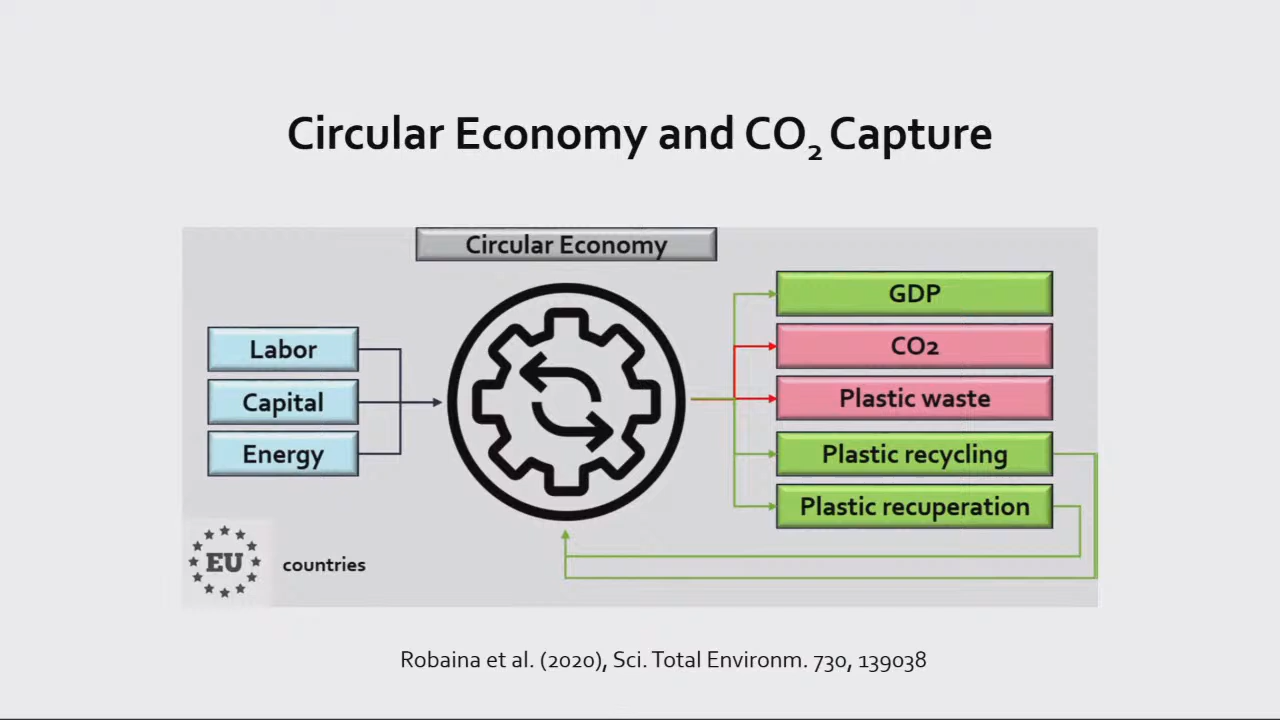 Circular Economy and CO₂ Capture
Circular Economy
Labor
Capital
Energy
GDP
CO2
Plastic waste
Plastic recycling
Plastic recuperation
EU
countries
Robaina et al. (2020), Sci. Total Environm. 730, 139038